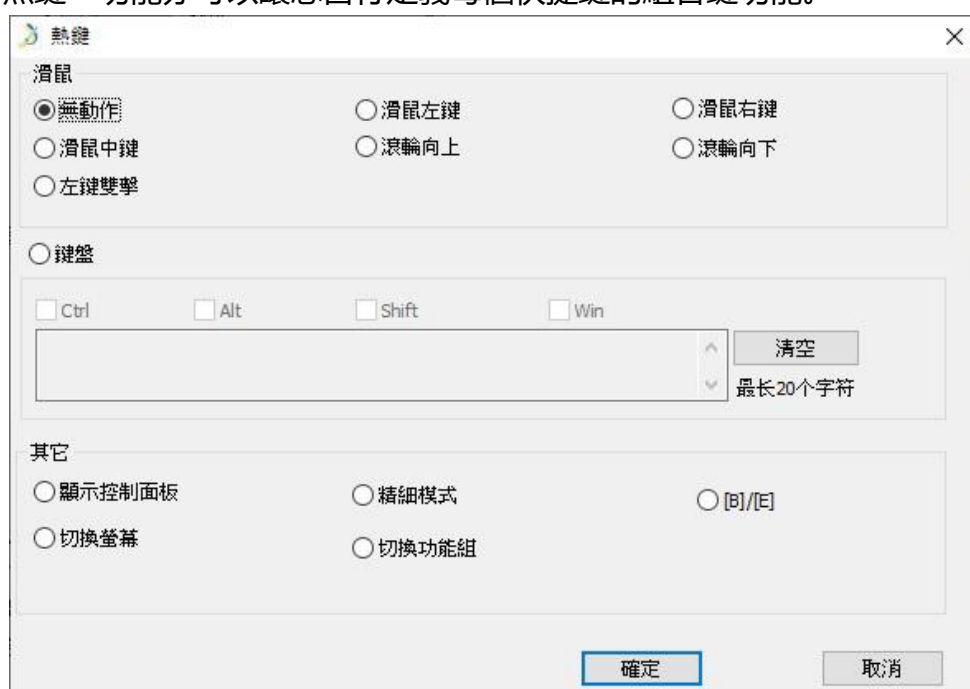 熱鍵
滑鼠
無動作 滑鼠左鍵 滑鼠右鍵
滑鼠中鍵 滾輪向上 滾輪向下
左鍵雙擊
鍵盤
Ctrl Alt Shift Win
清空
最长20个字符
其它
顯示控制面板 精細模式 [B]/[E]
切換螢幕 切換功能組
確定 取消